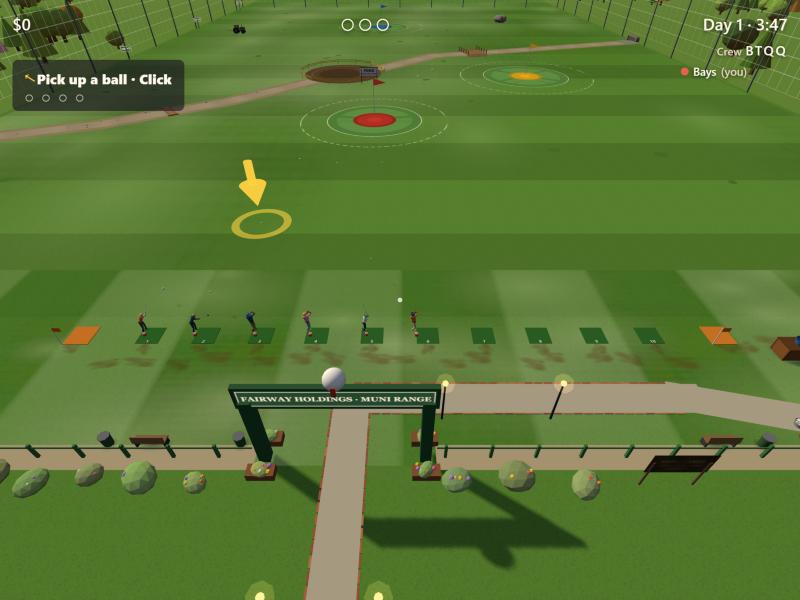 $0
Day 1 · 3:47
Crew BTQQ
Bays (you)
Pick up a ball · Click
FAIRWAY HOLDINGS · MUNI RANGE